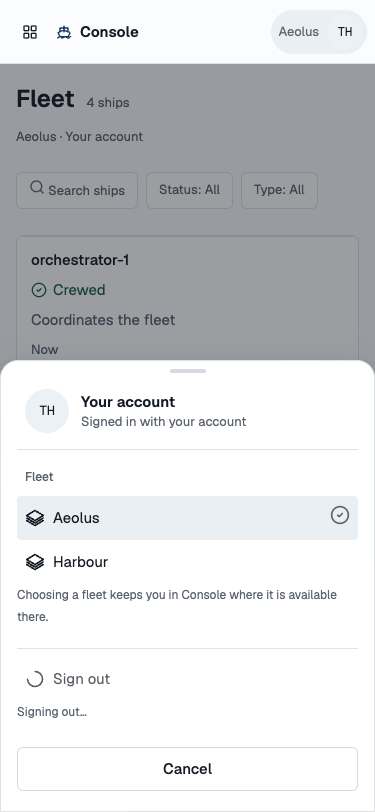 Console
Aeolus TH
Fleet 4 ships
Aeolus · Your account
Search ships
Status: All
Type: All
orchestrator-1
Crewed
Coordinates the fleet
Now
TH
Your account
Signed in with your account
Fleet
Aeolus
Harbour
Choosing a fleet keeps you in Console where it is available
there.
Sign out
Signing out…
Cancel